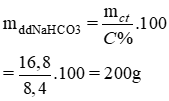 m_ddNaHCO3 = m_ct / C% .100
= 16,8 / 8,4 .100 = 200g